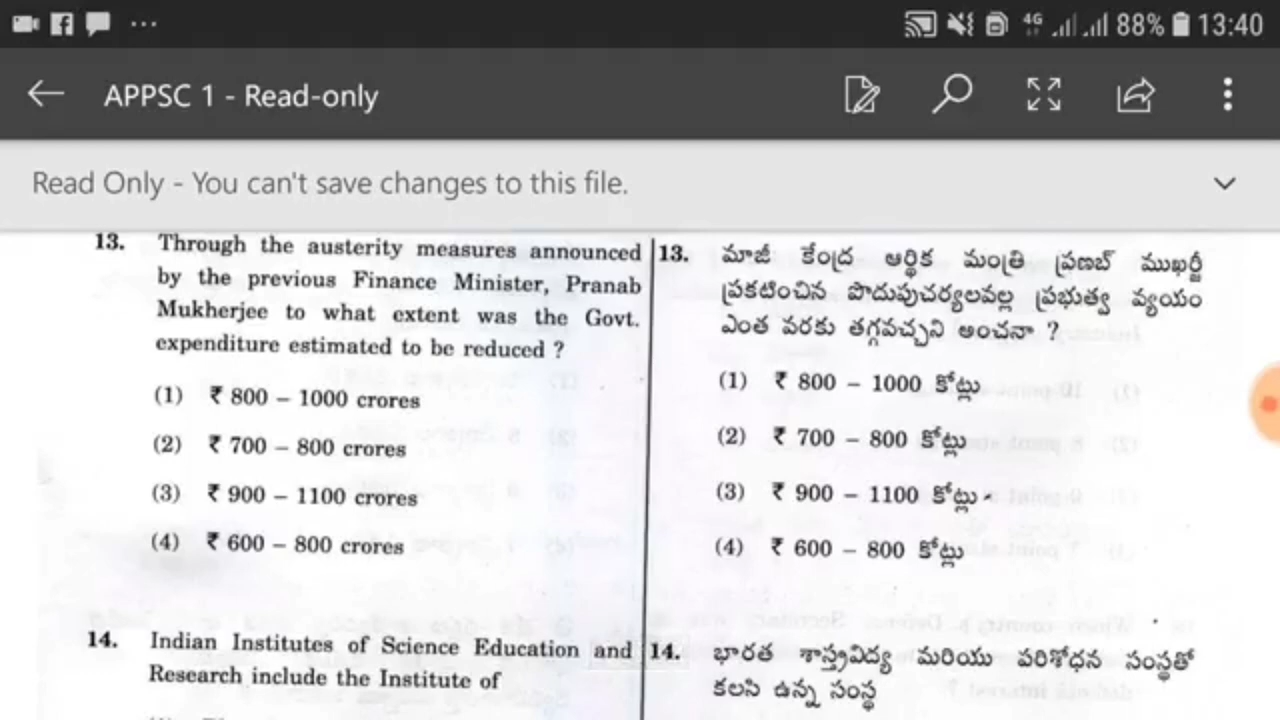 4G 88% 13:40
APPSC 1 - Read-only
Read Only - You can't save changes to this file.
13. Through the austerity measures announced
by the previous Finance Minister, Pranab
Mukherjee to what extent was the Govt.
expenditure estimated to be reduced ?
(1) ₹ 800 – 1000 crores
(2) ₹ 700 – 800 crores
(3) ₹ 900 – 1100 crores
(4) ₹ 600 – 800 crores
14. Indian Institutes of Science Education and
Research include the Institute of
13. మాజీ కేంద్ర ఆర్థిక మంత్రి ప్రణబ్ ముఖర్జీ
ప్రకటించిన పొదుపుచర్యలవల్ల ప్రభుత్వ వ్యయం
ఎంత వరకు తగ్గవచ్చని అంచనా ?
(1) ₹ 800 – 1000 కోట్లు
(2) ₹ 700 – 800 కోట్లు
(3) ₹ 900 – 1100 కోట్లు
(4) ₹ 600 – 800 కోట్లు
14. భారత శాస్త్రవిద్య మరియు పరిశోధన సంస్థతో
కలసి ఉన్న సంస్థ